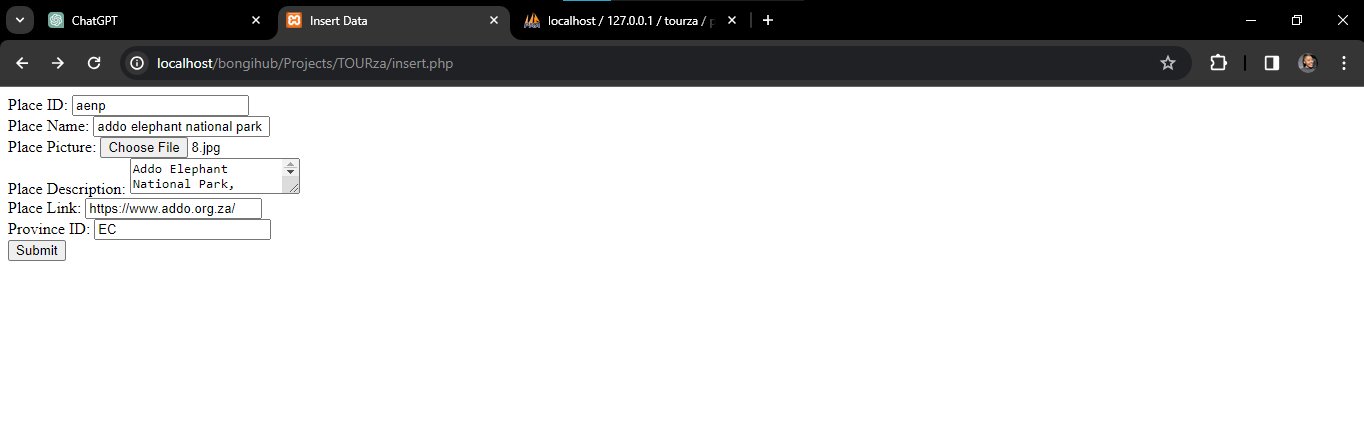 ChatGPT
Insert Data
localhost / 127.0.0.1 / tourza / p
localhost/bongihub/Projects/TOURza/insert.php
Place ID: aenp
Place Name: addo elephant national park
Place Picture: Choose File 8.jpg
Place Description: Addo Elephant
National Park,
Place Link: https://www.addo.org.za/
Province ID: EC
Submit